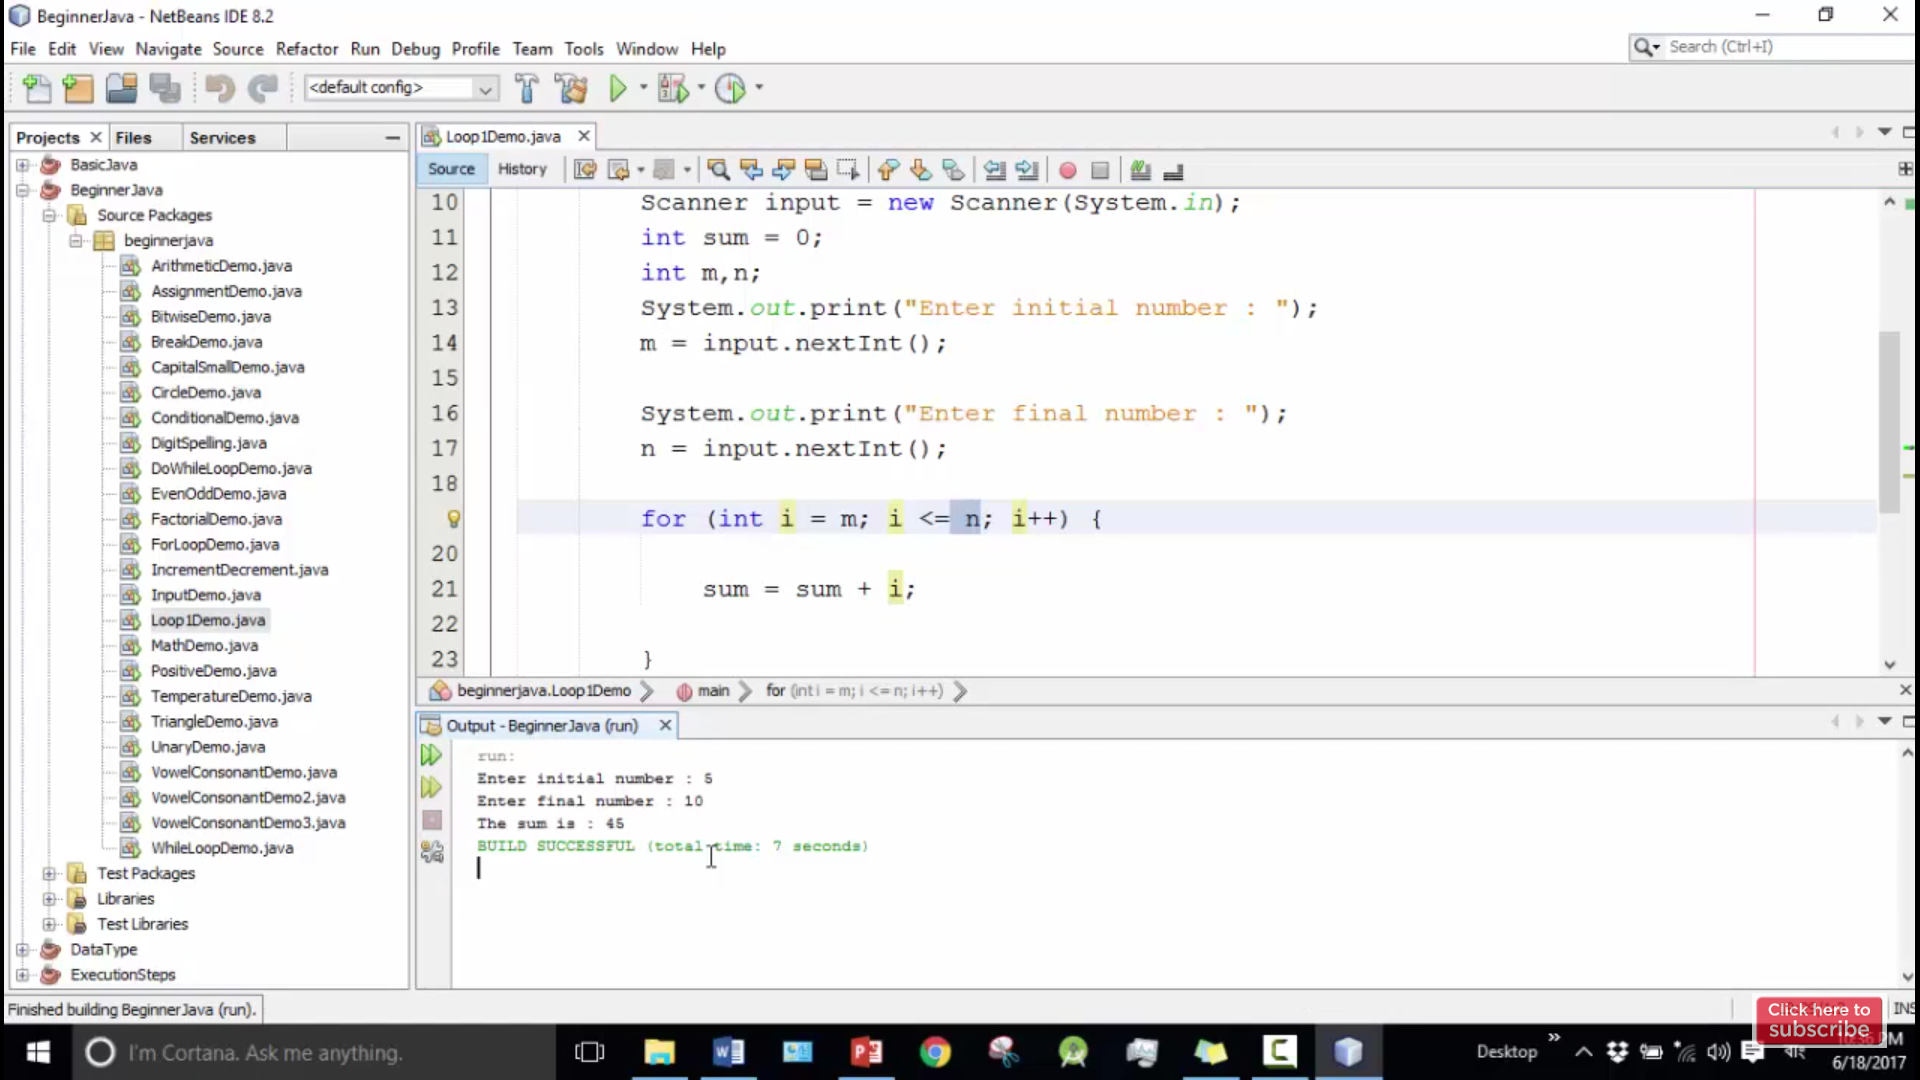 BeginnerJava - NetBeans IDE 8.2
File Edit View Navigate Source Refactor Run Debug Profile Team Tools Window Help
Search (Ctrl+I)
<default config>
Projects Files Services
BasicJava
BeginnerJava
Source Packages
beginnerjava
ArithmeticDemo.java
AssignmentDemo.java
BitwiseDemo.java
BreakDemo.java
CapitalSmallDemo.java
CircleDemo.java
ConditionalDemo.java
DigitSpelling.java
DoWhileLoopDemo.java
EvenOddDemo.java
FactorialDemo.java
ForLoopDemo.java
IncrementDecrement.java
InputDemo.java
Loop1Demo.java
MathDemo.java
PositiveDemo.java
TemperatureDemo.java
TriangleDemo.java
UnaryDemo.java
VowelConsonantDemo.java
VowelConsonantDemo2.java
VowelConsonantDemo3.java
WhileLoopDemo.java
Test Packages
Libraries
Test Libraries
DataType
ExecutionSteps
Loop1Demo.java
Source History
10 Scanner input = new Scanner(System.in);
11 int sum = 0;
12 int m,n;
13 System.out.print("Enter initial number : ");
14 m = input.nextInt();
15
16 System.out.print("Enter final number : ");
17 n = input.nextInt();
18
for (int i = m; i <= n; i++) {
20
21 sum = sum + i;
22
23 }
beginnerjava.Loop1Demo main for (int i = m; i <= n; i++)
Output - BeginnerJava (run)
run:
Enter initial number : 5
Enter final number : 10
The sum is : 45
BUILD SUCCESSFUL (total time: 7 seconds)
Finished building BeginnerJava (run).
INS
Click here to
subscribe
I'm Cortana. Ask me anything.
Desktop
PM
6/18/2017